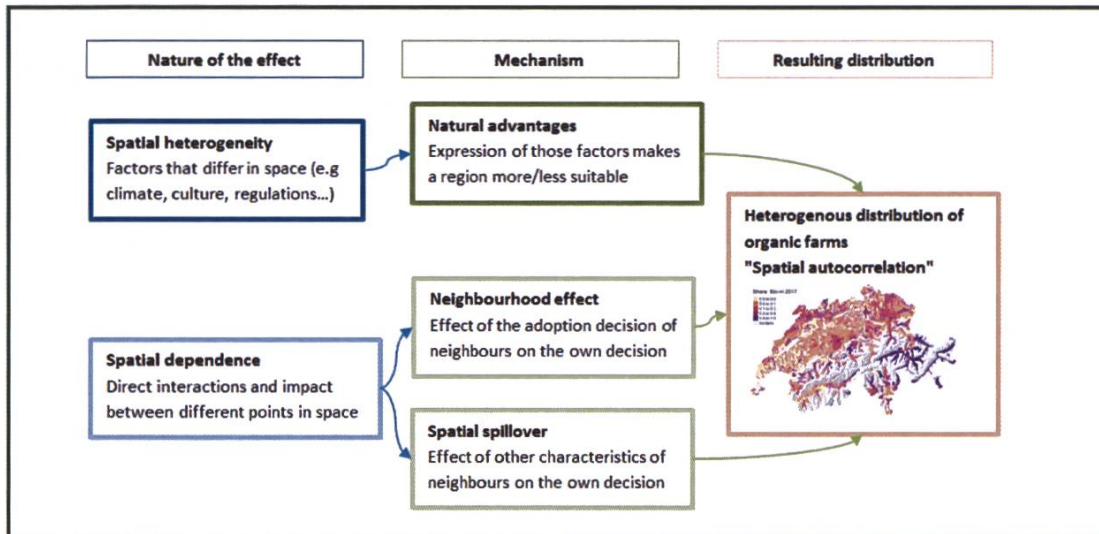 Nature of the effect
Mechanism
Resulting distribution
Spatial heterogeneity
Factors that differ in space (e.g
climate, culture, regulations...)
Natural advantages
Expression of those factors makes
a region more/less suitable
Spatial dependence
Direct interactions and impact
between different points in space
Neighbourhood effect
Effect of the adoption decision of
neighbours on the own decision
Spatial spillover
Effect of other characteristics of
neighbours on the own decision
Heterogenous distribution of
organic farms
"Spatial autocorrelation"